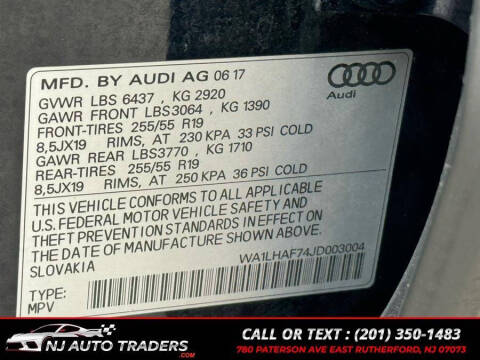 MFD. BY AUDI AG 06 17
GVWR LBS 6437 , KG 2920
GAWR FRONT LBS3064 , KG 1390
FRONT-TIRES 255/55 R19
8,5JX19 RIMS, AT 230 KPA 33 PSI COLD
GAWR REAR LBS3770 , KG 1710
REAR-TIRES 255/55 R19
8,5JX19 RIMS, AT 250 KPA 36 PSI COLD
Audi
THIS VEHICLE CONFORMS TO ALL APPLICABLE
U.S. FEDERAL MOTOR VEHICLE SAFETY AND
THEFT PREVENTION STANDARDS IN EFFECT ON
THE DATE OF MANUFACTURE SHOWN ABOVE.
SLOVAKIA
WA1LHAF74JD003004
TYPE:
MPV
NJ AUTO TRADERS
.COM
CALL OR TEXT : (201) 350-1483
780 PATERSON AVE EAST RUTHERFORD, NJ 07073